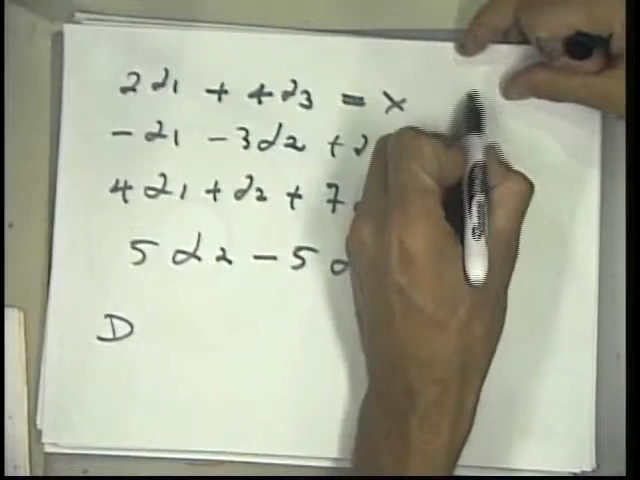 2α1 + 4α3 = x
-α1 - 3α2 +
4α1 + α2 + 7
5α2 - 5α
D